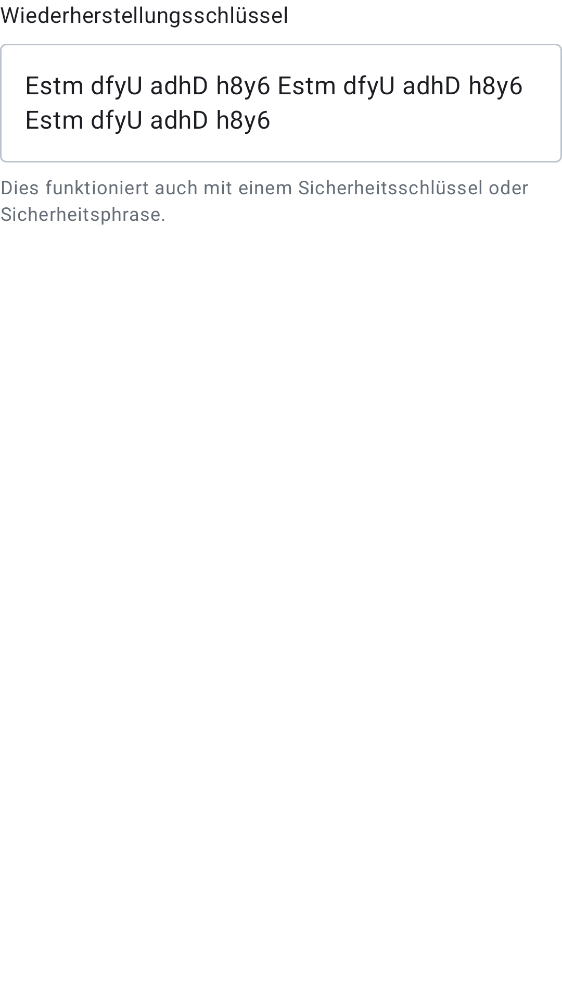 Wiederherstellungsschlüssel
Estm dfyU adhD h8y6 Estm dfyU adhD h8y6
Estm dfyU adhD h8y6
Dies funktioniert auch mit einem Sicherheitsschlüssel oder
Sicherheitsphrase.